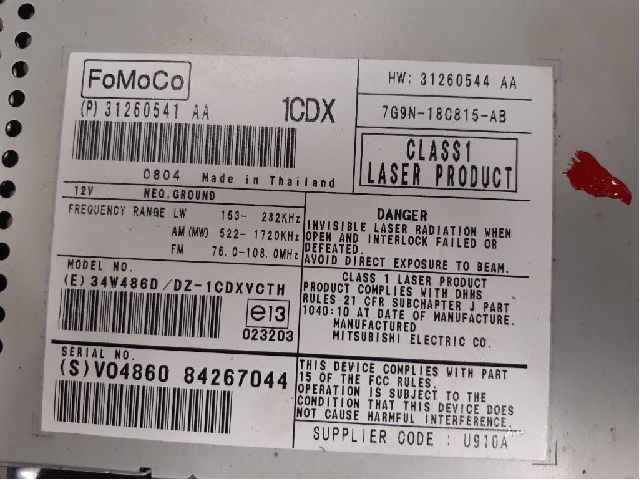 FoMoCo
(P) 31260541 AA
1CDX
0804 Made in Thailand
HW: 31260544 AA
7G9N-18C815-AB
CLASS1
LASER PRODUCT
12V NEG.GROUND
FREQUENCY RANGE LW 153- 282KHz
AM (MW) 522- 1720KHz
FM 76.0-108.0MHz
MODEL NO.
(E) 34W486D/DZ-1CDXVCTH
e13
023203
SERIAL NO.
(S) V04860 84267044
DANGER
INVISIBLE LASER RADIATION WHEN
OPEN AND INTERLOCK FAILED OR
DEFEATED.
AVOID DIRECT EXPOSURE TO BEAM.
CLASS 1 LASER PRODUCT
PRODUCT COMPLIES WITH DHHS
RULES 21 CFR SUBCHAPTER J PART
1040:10 AT DATE OF MANUFACTURE.
MANUFACTURED
MITSUBISHI ELECTRIC CO.
THIS DEVICE COMPLIES WITH PART
15 OF THE FCC RULES.
OPERATION IS SUBJECT TO THE
CONDITION THAT THIS DEVICE DOES
NOT CAUSE HARMFUL INTERFERENCE.
SUPPLIER CODE : U910A